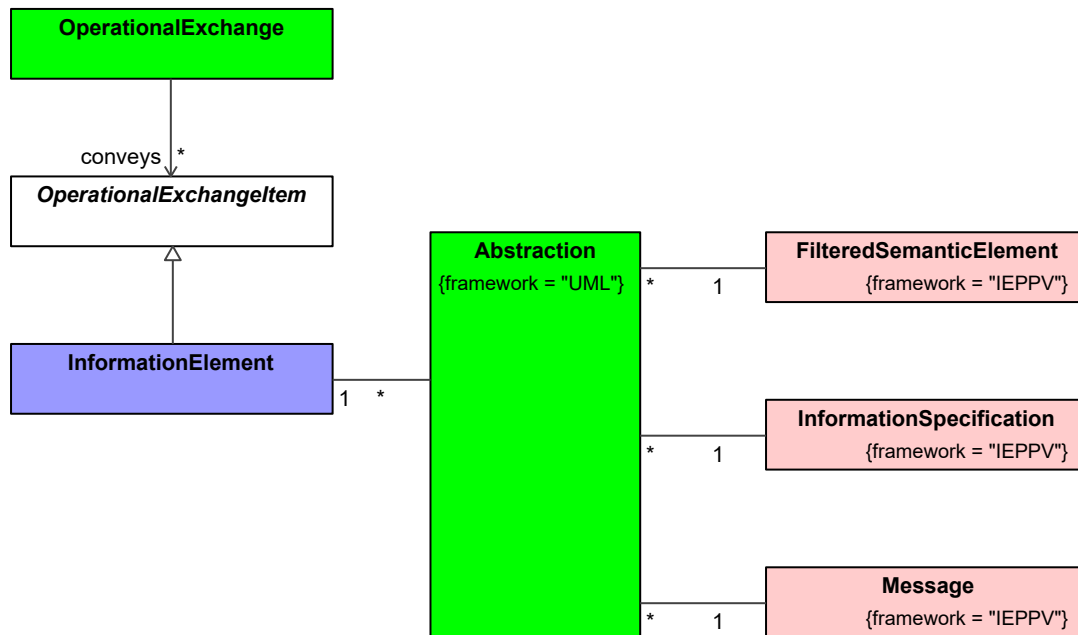 OperationalExchange
conveys *
OperationalExchangeItem
Abstraction
{framework = "UML"}
FilteredSemanticElement
{framework = "IEPPV"}
* 1
InformationElement
1 *
InformationSpecification
{framework = "IEPPV"}
* 1
Message
{framework = "IEPPV"}
* 1